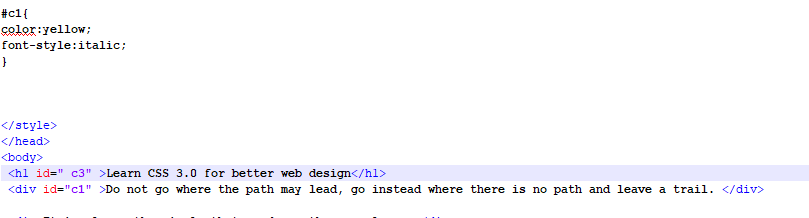 #c1{
color:yellow;
font-style:italic;
}
</style>
</head>
<body>
<h1 id=" c3" >Learn CSS 3.0 for better web design</h1>
<div id="c1" >Do not go where the path may lead, go instead where there is no path and leave a trail. </div>